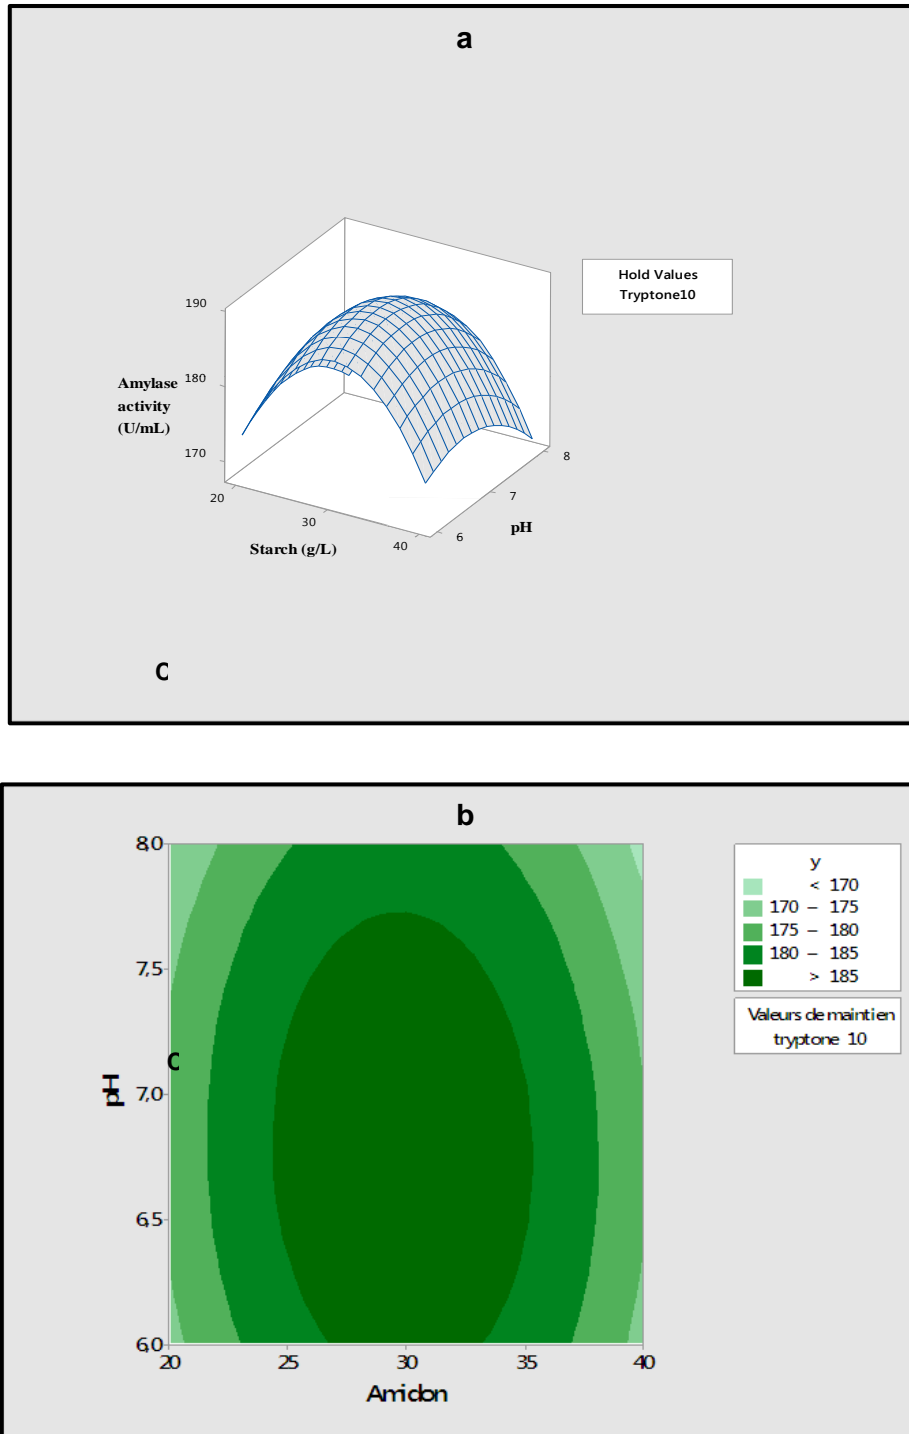 a
190
180
170
Amylase
activity
(U/mL)
20
30
40
Starch (g/L)
6
7
8
pH
Hold Values
Tryptone10
C
b
8,0
7,5
7,0
6,5
6,0
pH
C
20 25 30 35 40
Amidon
y
< 170
170 – 175
175 – 180
180 – 185
> 185
Valeurs de maintien
tryptone 10